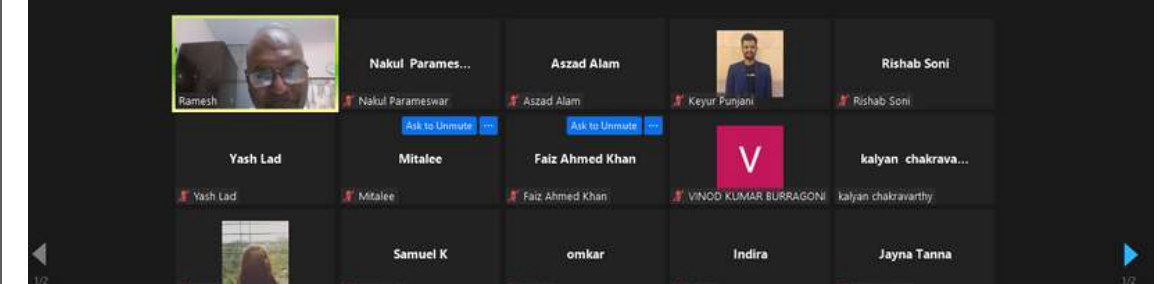 Nakul Parames... Aszad Alam Rishab Soni
Ramesh Nakul Parameswar Aszad Alam Keyur Punjani Rishab Soni
Ask to Unmute ... Ask to Unmute ...
Yash Lad Mitalee Faiz Ahmed Khan V kalyan chakrava...
Yash Lad Mitalee Faiz Ahmed Khan VINOD KUMAR BURRAGONI kalyan chakravarthy
Samuel K omkar Indira Jayna Tanna
1/2 1/2